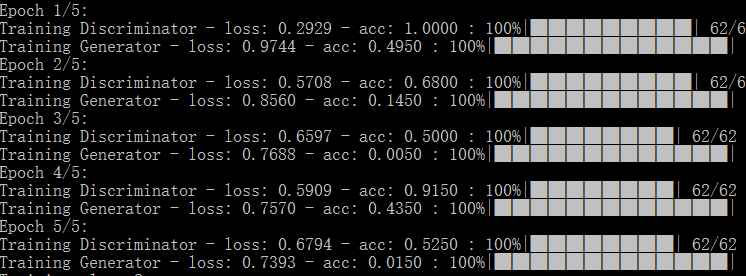 Epoch 1/5:
Training Discriminator - loss: 0.2929 - acc: 1.0000 : 100%|██████████| 62/6
Training Generator - loss: 0.9744 - acc: 0.4950 : 100%|█████████████|
Epoch 2/5:
Training Discriminator - loss: 0.5708 - acc: 0.6800 : 100%|██████████| 62/6
Training Generator - loss: 0.8560 - acc: 0.1450 : 100%|█████████████|
Epoch 3/5:
Training Discriminator - loss: 0.6597 - acc: 0.5000 : 100%|█████████| 62/62
Training Generator - loss: 0.7688 - acc: 0.0050 : 100%|█████████████|
Epoch 4/5:
Training Discriminator - loss: 0.5909 - acc: 0.9150 : 100%|█████████| 62/62
Training Generator - loss: 0.7570 - acc: 0.4350 : 100%|█████████████|
Epoch 5/5:
Training Discriminator - loss: 0.6794 - acc: 0.5250 : 100%|█████████| 62/62
Training Generator - loss: 0.7393 - acc: 0.0150 : 100%|█████████████|